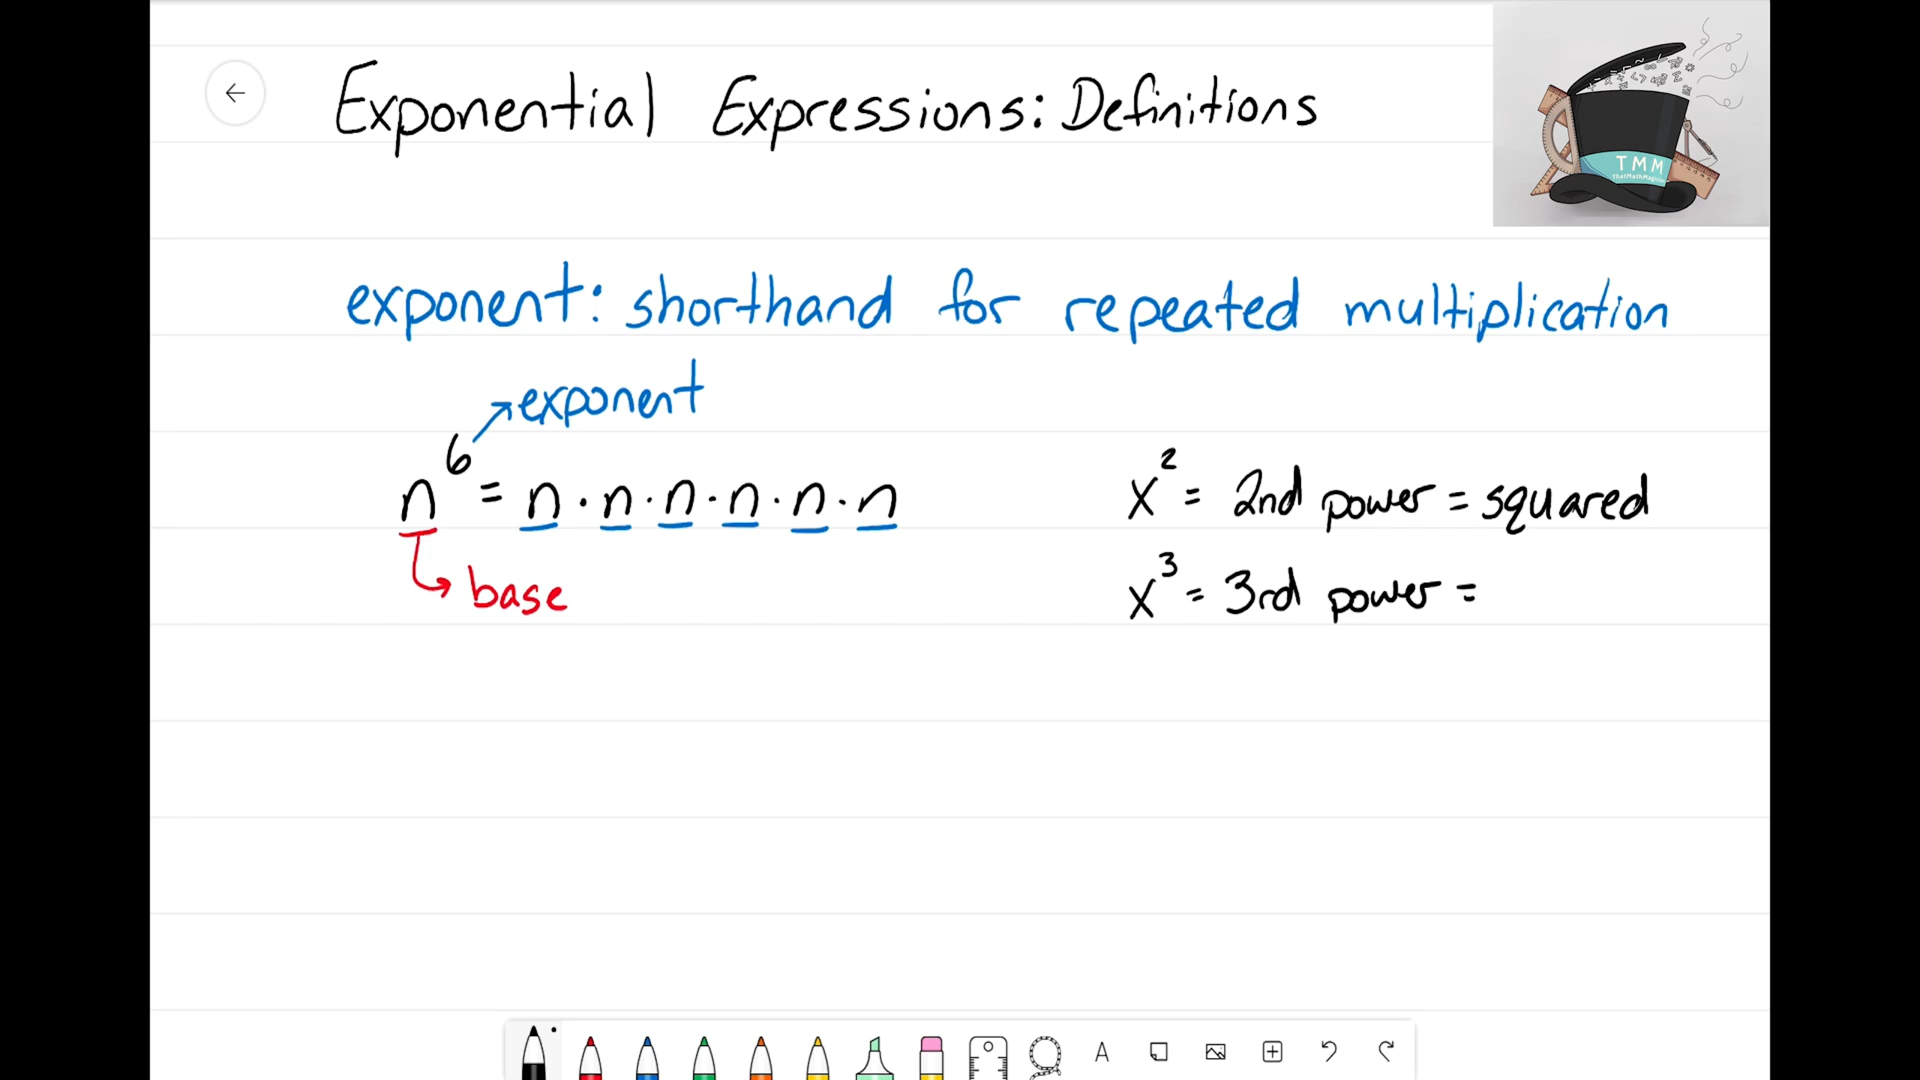 Exponential Expressions: Definitions
TMM
ThatMathMagician
exponent: shorthand for repeated multiplication
exponent
n⁶ = n · n · n · n · n · n
base
x² = 2nd power = squared
x³ = 3rd power =
A